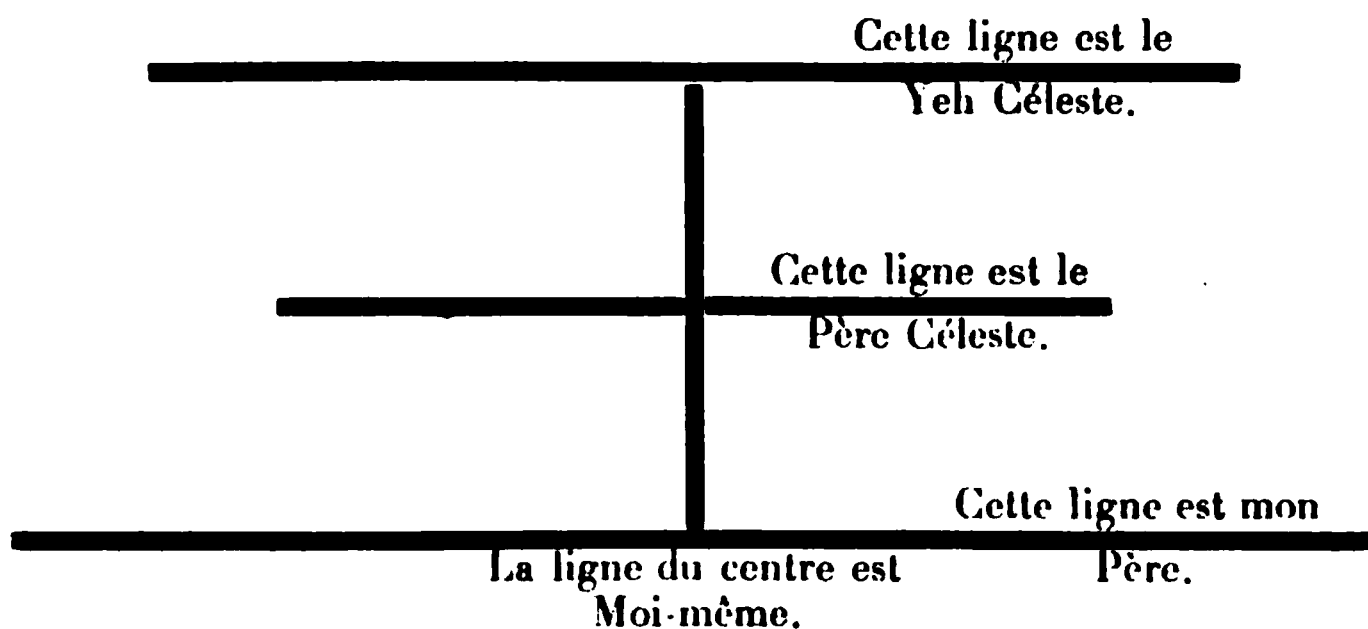 Cette ligne est le
Yeh Céleste.
Cette ligne est le
Père Céleste.
Cette ligne est mon
Père.
La ligne du centre est
Moi-même.